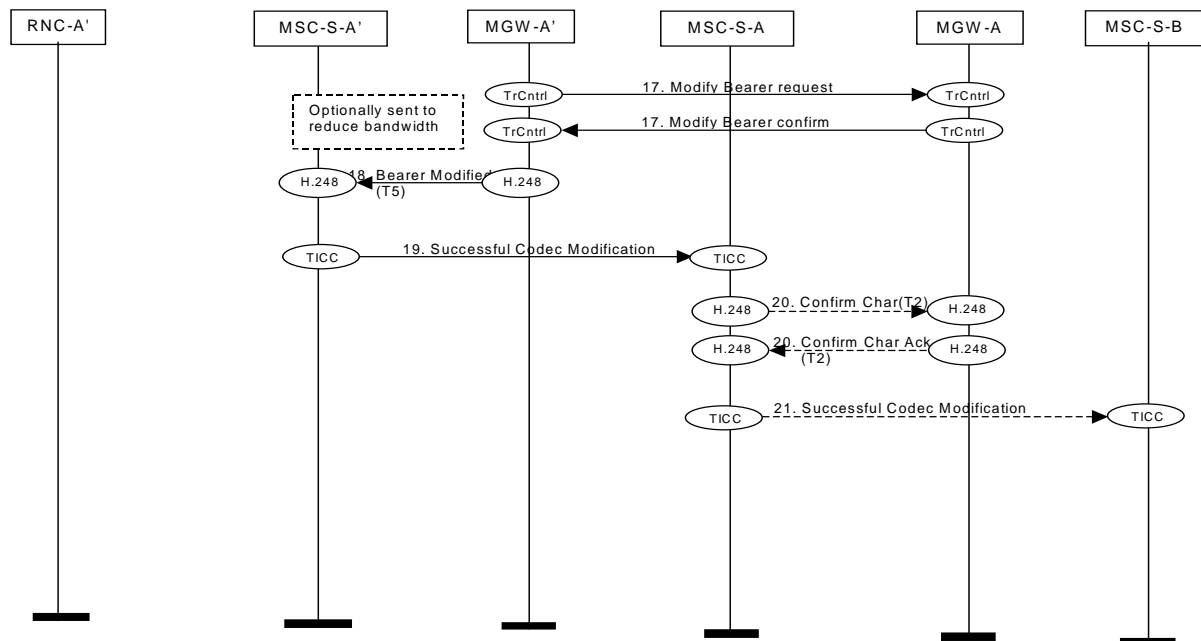 RNC-A'
MSC-S-A’
MGW-A’
MSC-S-A
MGW-A
MSC-S-B
TrCntrl
17. Modify Bearer request
TrCntrl
Optionally sent to
reduce bandwidth
TrCntrl
17. Modify Bearer confirm
TrCntrl
H.248
18. Bearer Modified
(T5)
H.248
TICC
19. Successful Codec Modification
TICC
H.248
20. Confirm Char(T2)
H.248
H.248
20. Confirm Char Ack
(T2)
H.248
TICC
21. Successful Codec Modification
TICC